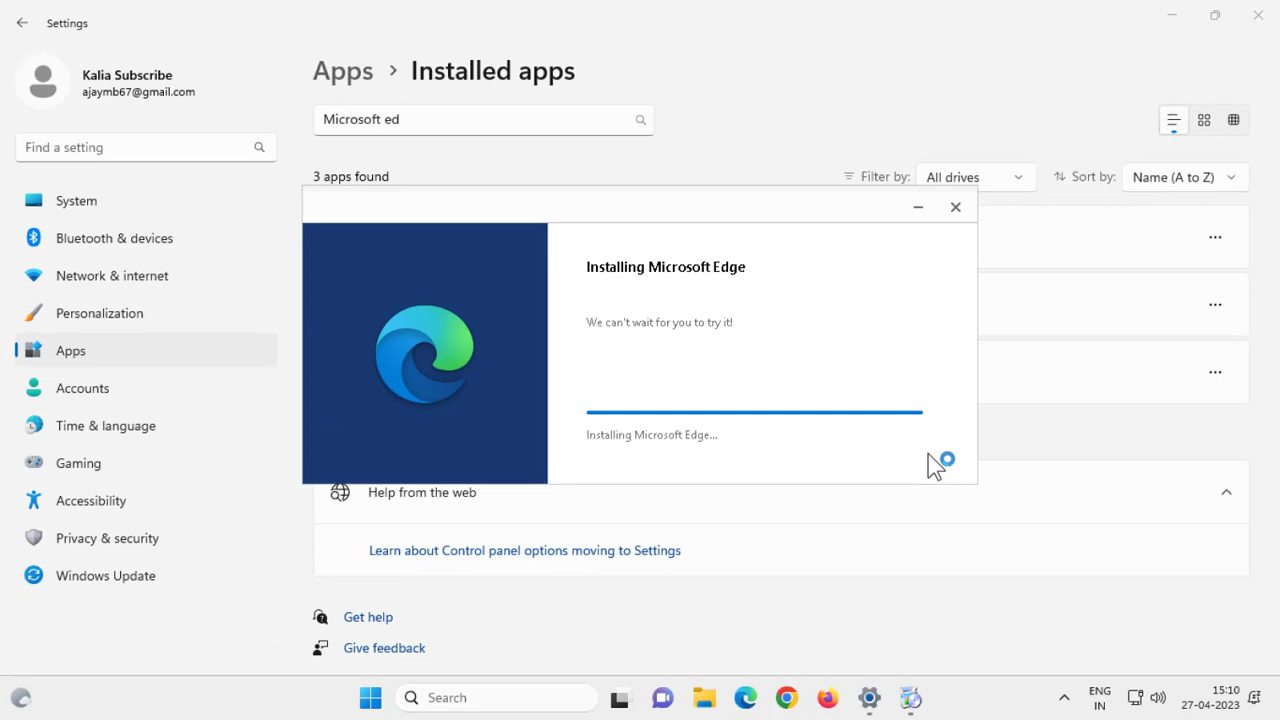 Settings
Kalia Subscribe
ajaymb67@gmail.com
Find a setting
System
Bluetooth & devices
Network & internet
Personalization
Apps
Accounts
Time & language
Gaming
Accessibility
Privacy & security
Windows Update
Apps > Installed apps
Microsoft ed
3 apps found
Filter by: All drives
Sort by: Name (A to Z)
Installing Microsoft Edge
We can't wait for you to try it!
Installing Microsoft Edge...
Help from the web
Learn about Control panel options moving to Settings
Get help
Give feedback
Search
ENG
IN
15:10
27-04-2023